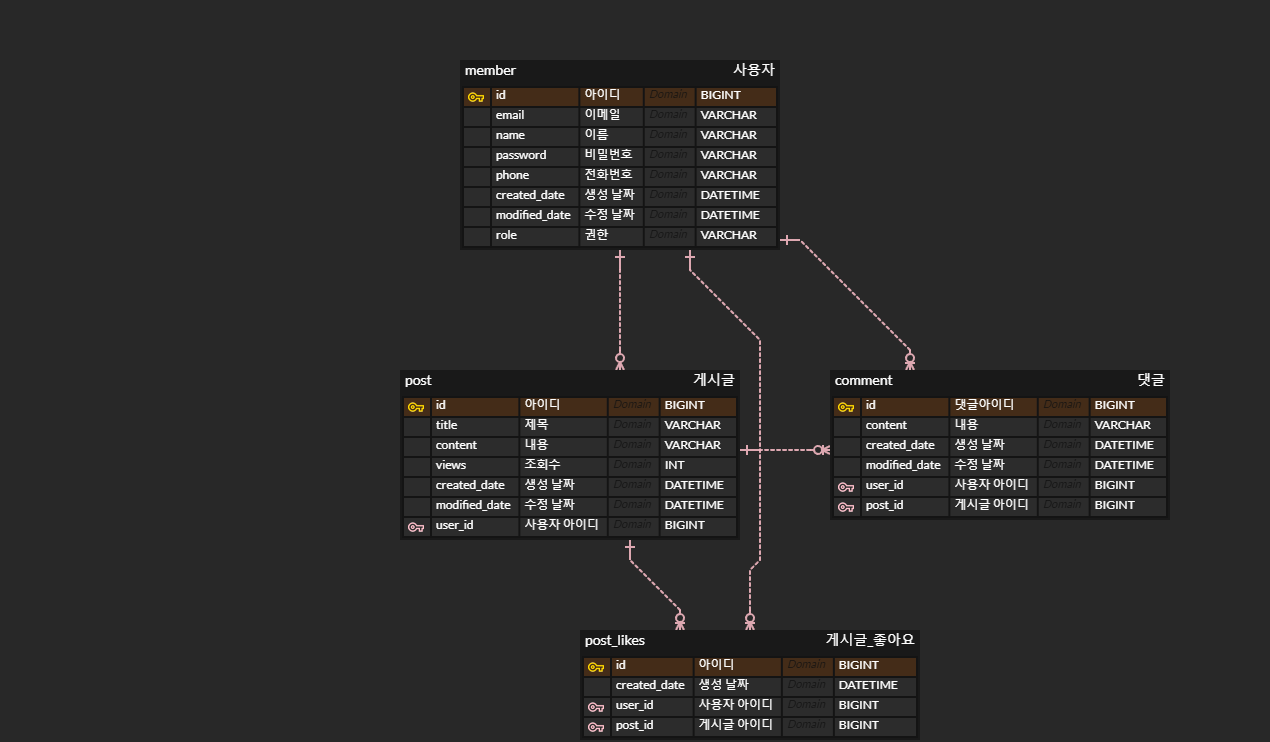 member 사용자
id 아이디 Domain BIGINT
email 이메일 Domain VARCHAR
name 이름 Domain VARCHAR
password 비밀번호 Domain VARCHAR
phone 전화번호 Domain VARCHAR
created_date 생성 날짜 Domain DATETIME
modified_date 수정 날짜 Domain DATETIME
role 권한 Domain VARCHAR
post 게시글
id 아이디 Domain BIGINT
title 제목 Domain VARCHAR
content 내용 Domain VARCHAR
views 조회수 Domain INT
created_date 생성 날짜 Domain DATETIME
modified_date 수정 날짜 Domain DATETIME
user_id 사용자 아이디 Domain BIGINT
comment 댓글
id 댓글아이디 Domain BIGINT
content 내용 Domain VARCHAR
created_date 생성 날짜 Domain DATETIME
modified_date 수정 날짜 Domain DATETIME
user_id 사용자 아이디 Domain BIGINT
post_id 게시글 아이디 Domain BIGINT
post_likes 게시글_좋아요
id 아이디 Domain BIGINT
created_date 생성 날짜 Domain DATETIME
user_id 사용자 아이디 Domain BIGINT
post_id 게시글 아이디 Domain BIGINT